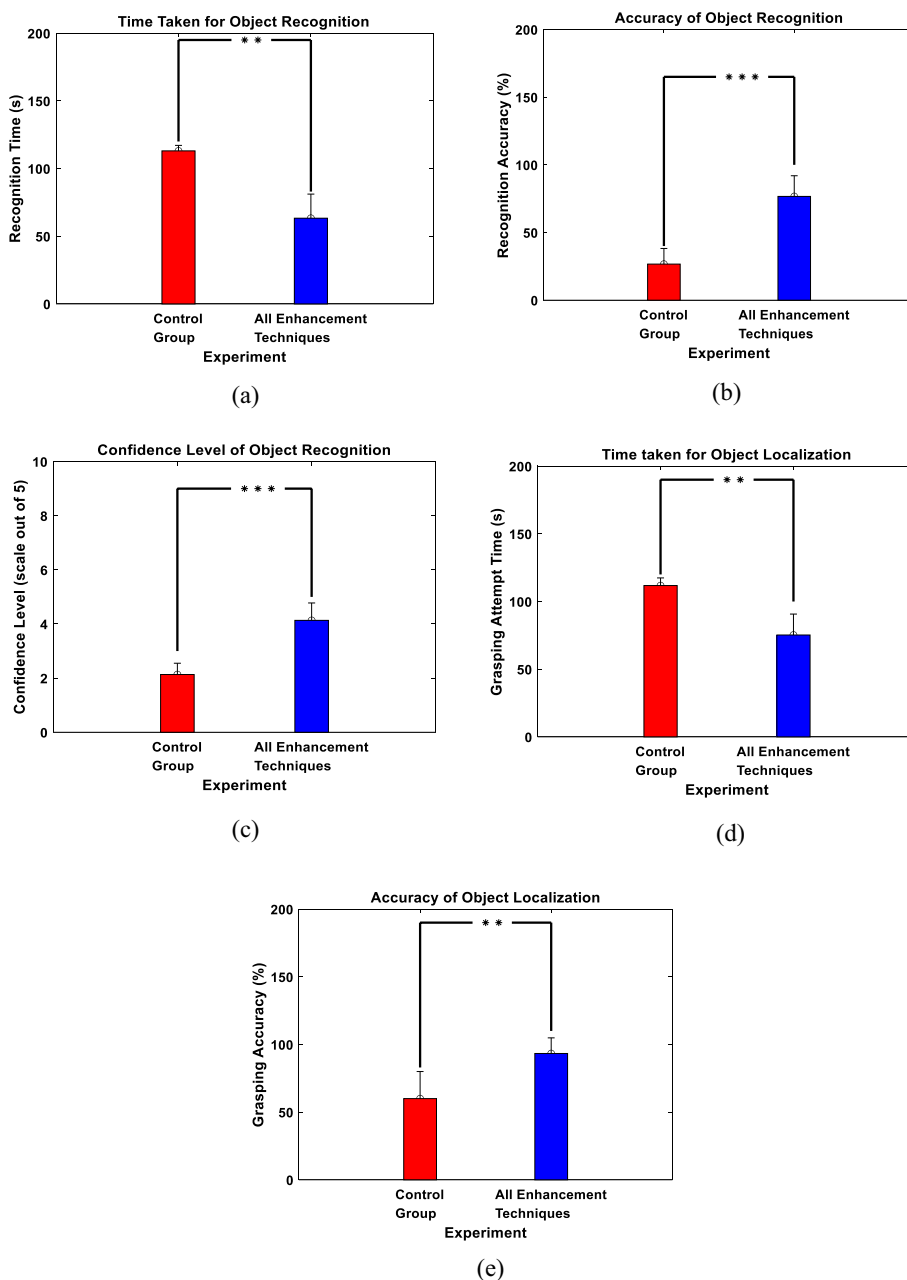 Time Taken for Object Recognition
200
150
100
50
0
Recognition Time (s)
* *
Control
Group
All Enhancement
Techniques
Experiment
(a)
Accuracy of Object Recognition
200
150
100
50
0
Recognition Accuracy (%)
* * *
Control
Group
All Enhancement
Techniques
Experiment
(b)
Confidence Level of Object Recognition
10
8
6
4
2
0
Confidence Level (scale out of 5)
* * *
Control
Group
All Enhancement
Techniques
Experiment
(c)
Time taken for Object Localization
200
150
100
50
0
Grasping Attempt Time (s)
* *
Control
Group
All Enhancement
Techniques
Experiment
(d)
Accuracy of Object Localization
200
150
100
50
0
Grasping Accuracy (%)
* *
Control
Group
All Enhancement
Techniques
Experiment
(e)